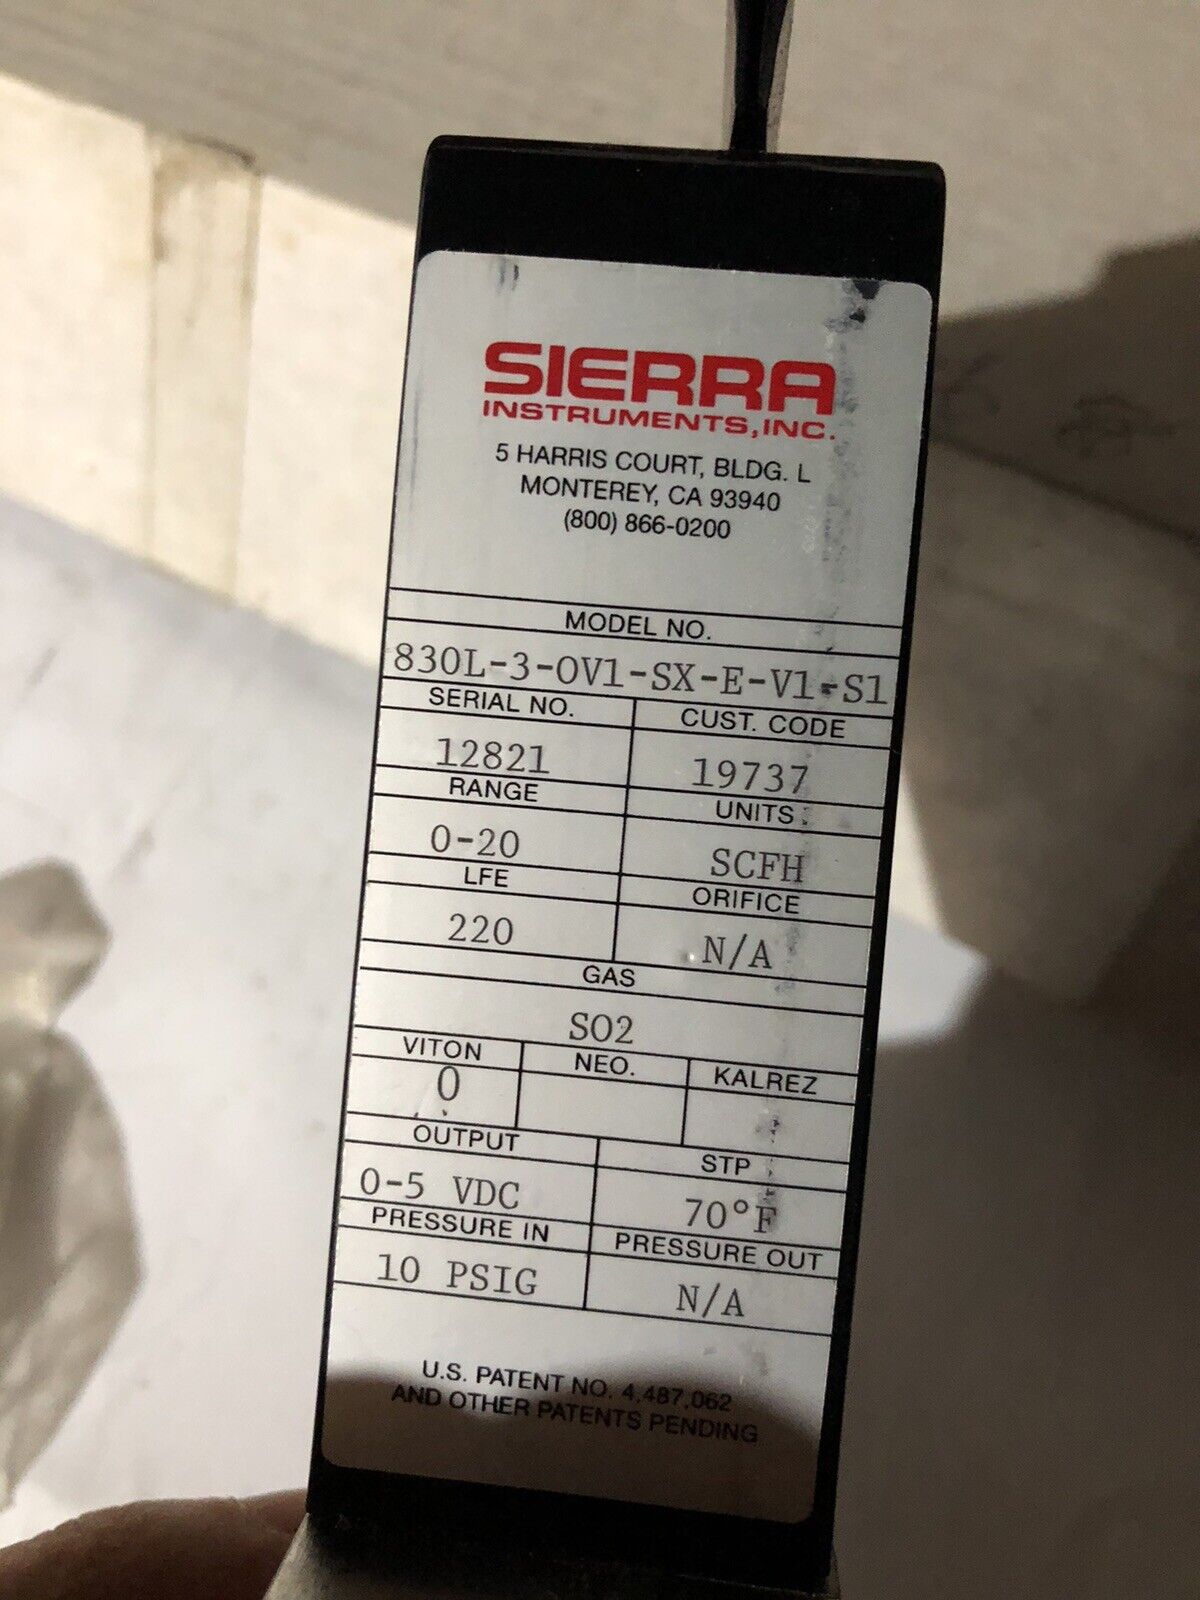 SIERRA
INSTRUMENTS, INC.
5 HARRIS COURT, BLDG. L
MONTEREY, CA 93940
(800) 866-0200
MODEL NO.
830L-3-OV1-SX-E-V1-S1
SERIAL NO. CUST. CODE
12821 19737
RANGE UNITS
0-20 SCFH
LFE ORIFICE
220 N/A
GAS
SO2
VITON NEO. KALREZ
0
OUTPUT STP
0-5 VDC 70°F
PRESSURE IN PRESSURE OUT
10 PSIG N/A
U.S. PATENT NO. 4,487,062
AND OTHER PATENTS PENDING